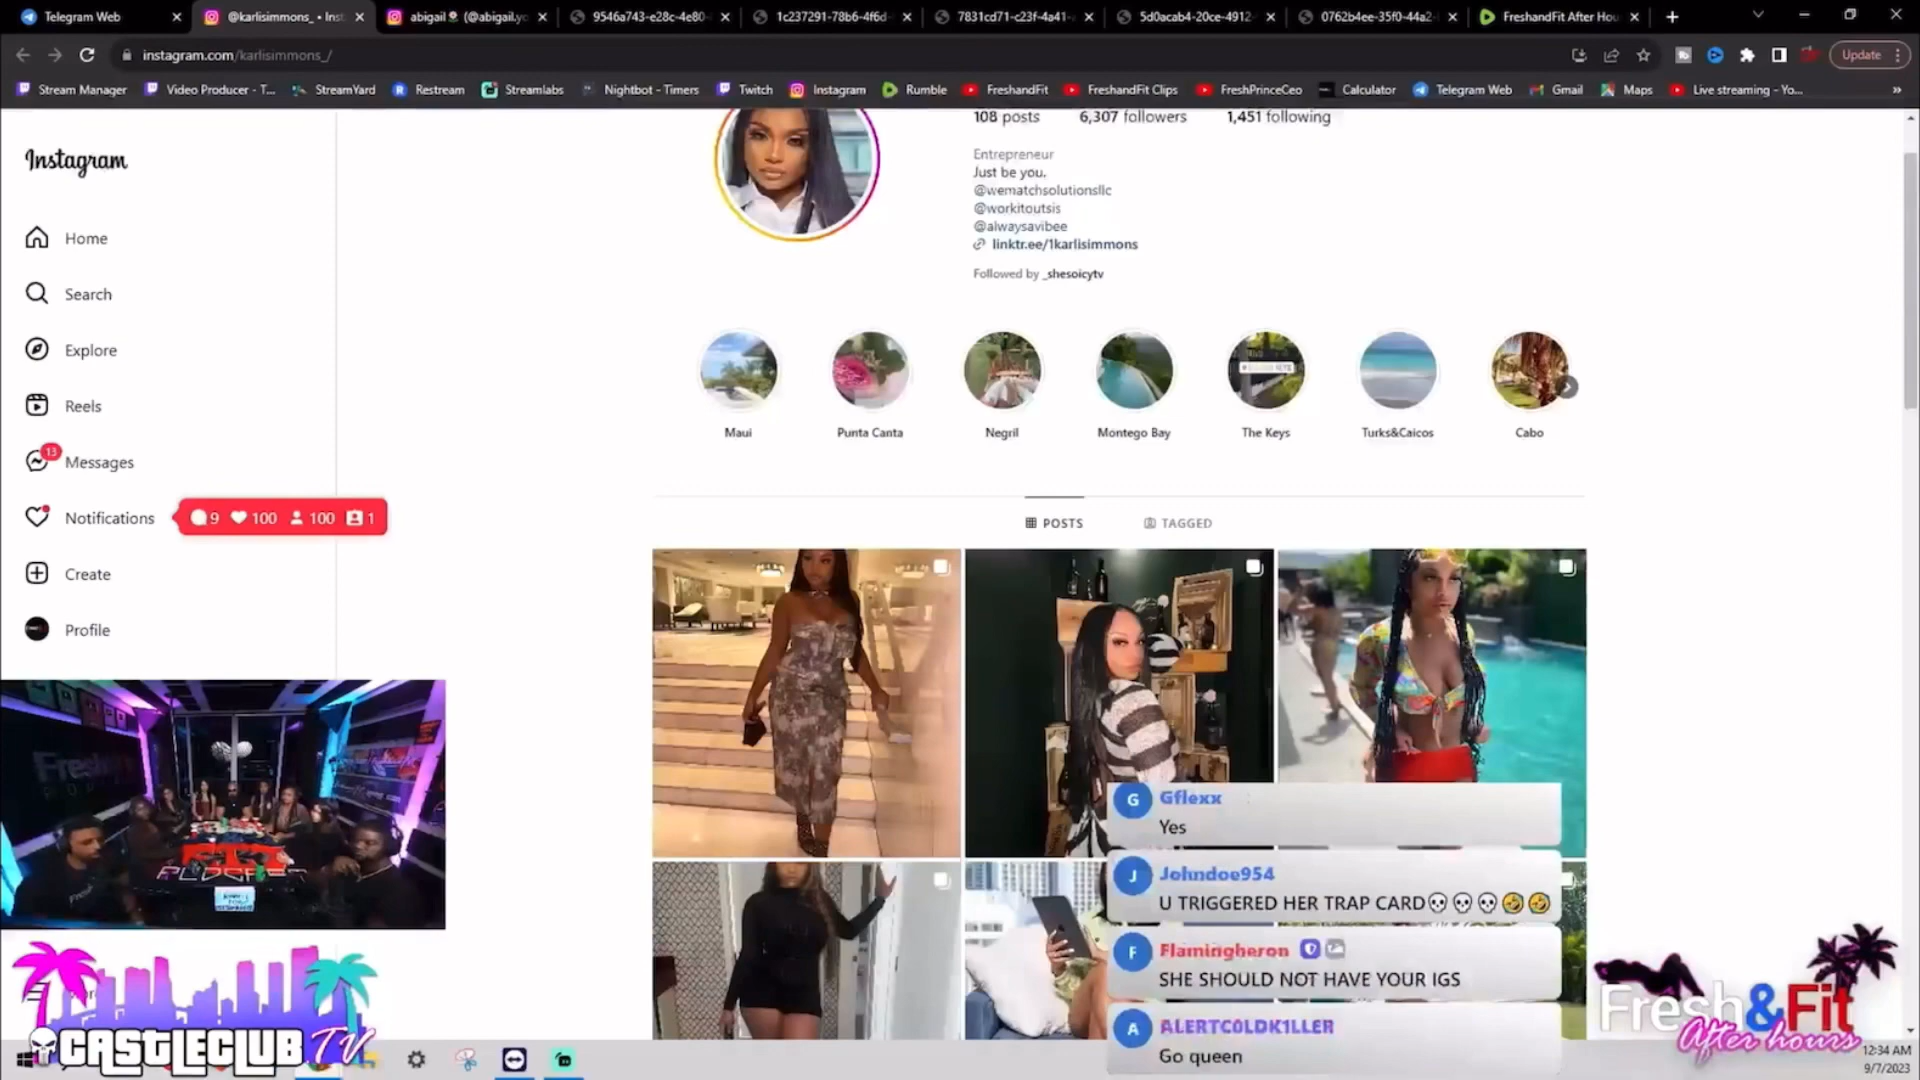 Telegram Web
@karlisimmons_ • Inst
abigail (@abigail.yc
9546a743-e28c-4e80-
1c237291-78b6-4f6d-
7831cd71-c23f-4a41-
5d0acab4-20ce-4912-
0762b4ee-35f0-44a2-
FreshandFit After Hou
instagram.com/karlisimmons_/
Update
Stream Manager
Video Producer - T...
StreamYard
Restream
Streamlabs
Nightbot - Timers
Twitch
Instagram
Rumble
FreshandFit
FreshandFit Clips
FreshPrinceCeo
Calculator
Telegram Web
Gmail
Maps
Live streaming - Yo...
»
Instagram
Home
Search
Explore
Reels
13
Messages
Notifications
9 100 100 1
Create
Profile
108 posts 6,307 followers 1,451 following
Entrepreneur
Just be you.
@wematchsolutionsllc
@workitoutsis
@alwaysavibee
linktr.ee/1karlisimmons
Followed by _shesoicytv
Maui
Punta Canta
Negril
Montego Bay
The Keys
Turks&Caicos
Cabo
POSTS
TAGGED
G Gflexx
Yes
J Johndoe954
U TRIGGERED HER TRAP CARD💀💀💀🤣🤣
F Flamingheron
SHE SHOULD NOT HAVE YOUR IGS
A ALERTC0LDK1LLER
Go queen
CASTLECLUB TV
Fresh&Fit
After hours
12:34 AM
9/7/2023